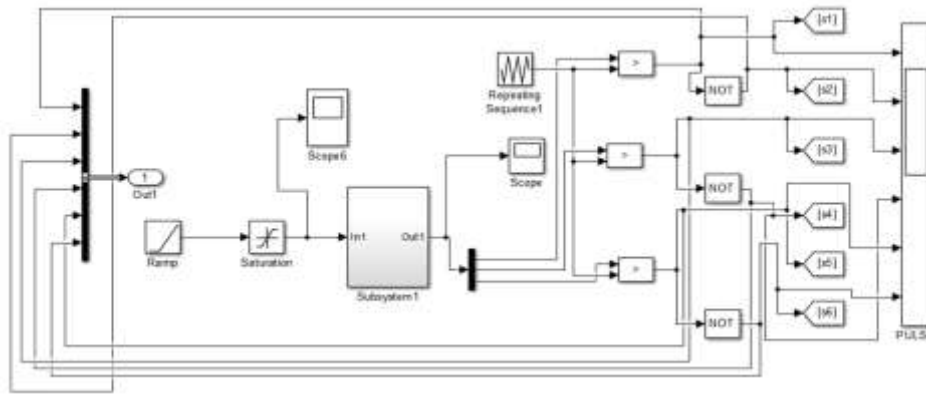 [s1]
>
Repeating
Sequence1
NOT
[s2]
Scope6
Scope
>
[s3]
1
Out1
NOT
Int
Out1
[s4]
Ramp
Saturation
>
[s5]
Subsystem1
[s6]
NOT
PULS